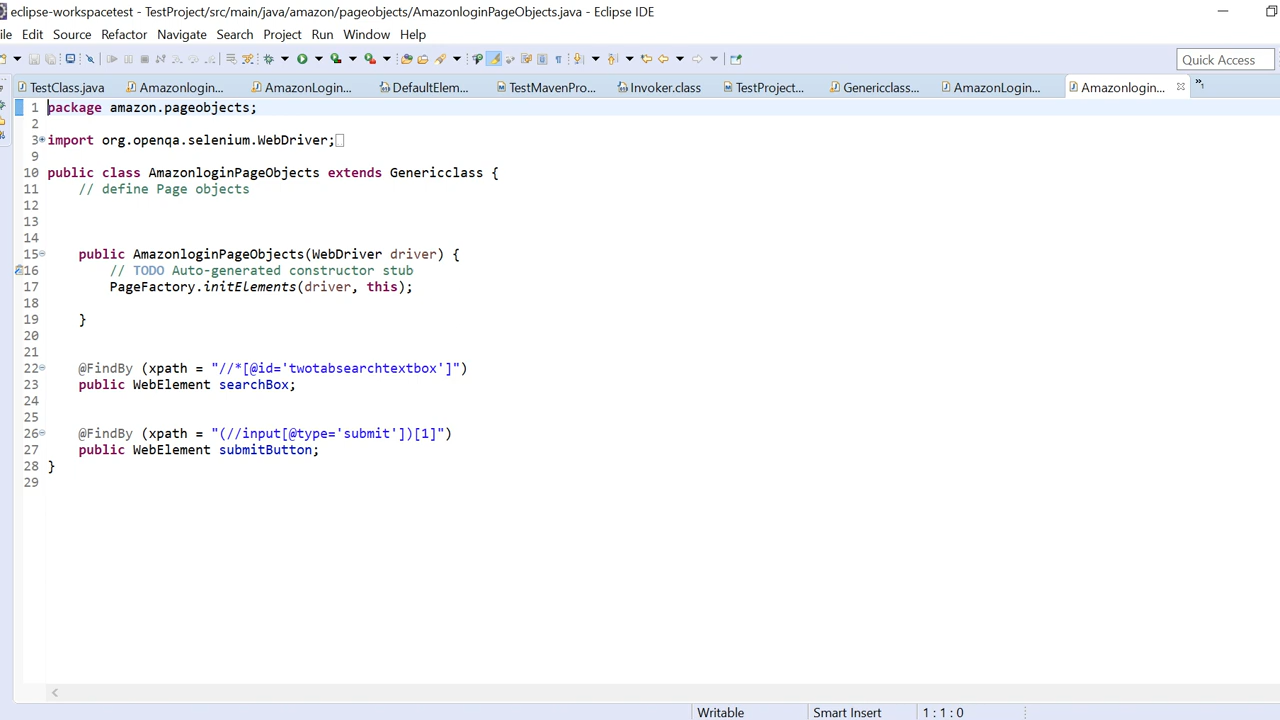 eclipse-workspacetest - TestProject/src/main/java/amazon/pageobjects/AmazonloginPageObjects.java - Eclipse IDE
ile Edit Source Refactor Navigate Search Project Run Window Help
Quick Access
TestClass.java Amazonlogin... AmazonLogin... DefaultElem... TestMavenPro... Invoker.class TestProject... Genericclass... AmazonLogin... Amazonlogin... »1
1 package amazon.pageobjects;
2
3 import org.openqa.selenium.WebDriver;
9
10 public class AmazonloginPageObjects extends Genericclass {
11 // define Page objects
12
13
14
15 public AmazonloginPageObjects(WebDriver driver) {
16 // TODO Auto-generated constructor stub
17 PageFactory.initElements(driver, this);
18
19 }
20
21
22 @FindBy (xpath = "//*[@id='twotabsearchtextbox']")
23 public WebElement searchBox;
24
25
26 @FindBy (xpath = "(//input[@type='submit'])[1]")
27 public WebElement submitButton;
28 }
29
Writable Smart Insert 1 : 1 : 0